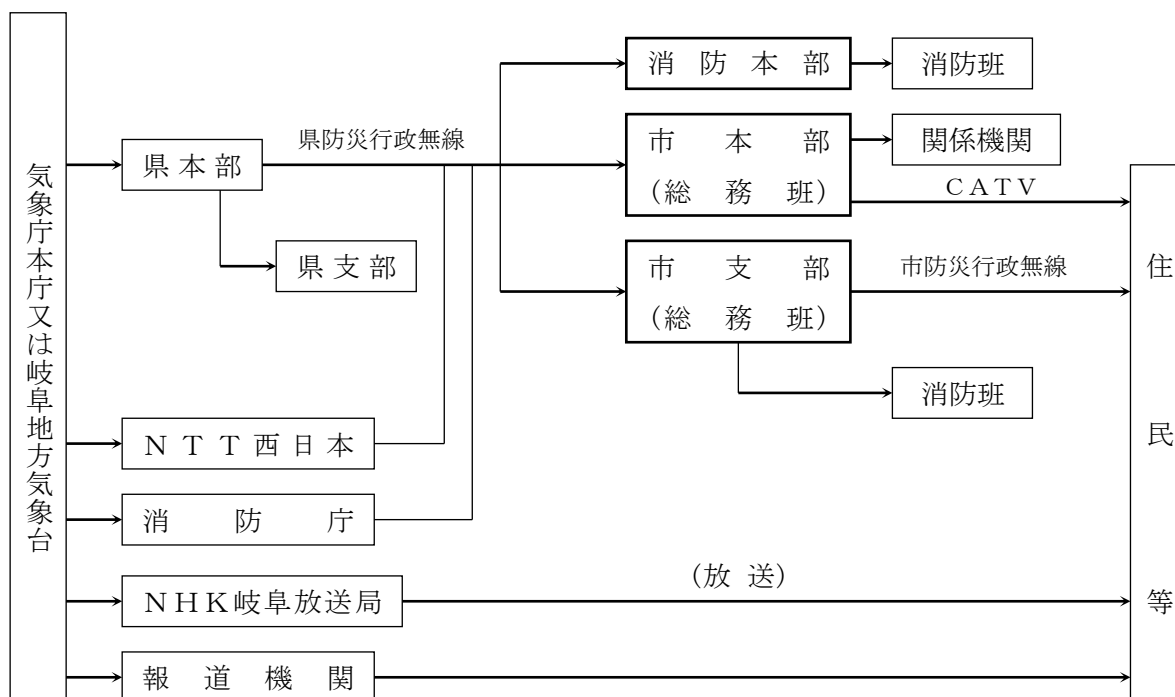 気象庁本庁又は岐阜地方気象台
消防本部
消防班
県防災行政無線
県本部
市本部
(総務班)
関係機関
CATV
県支部
市支部
(総務班)
市防災行政無線
消防班
NTT西日本
消防庁
NHK岐阜放送局
(放送)
報道機関
住民等